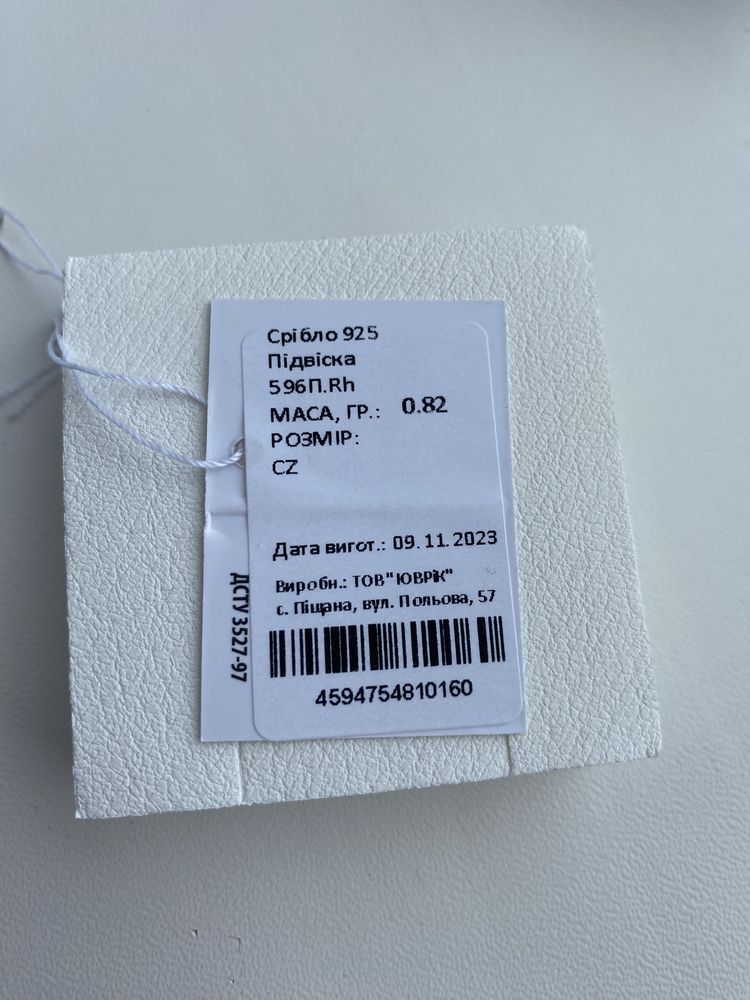 Срібло 925
Підвіска
596П.Rh
МАСА, ГР.: 0.82
РОЗМІР:
CZ
Дата вигот.: 09.11.2023
Виробн.: ТОВ"ЮВРІК"
с. Піщана, вул. Польова, 57
4594754810160
ДСТУ 3527-97